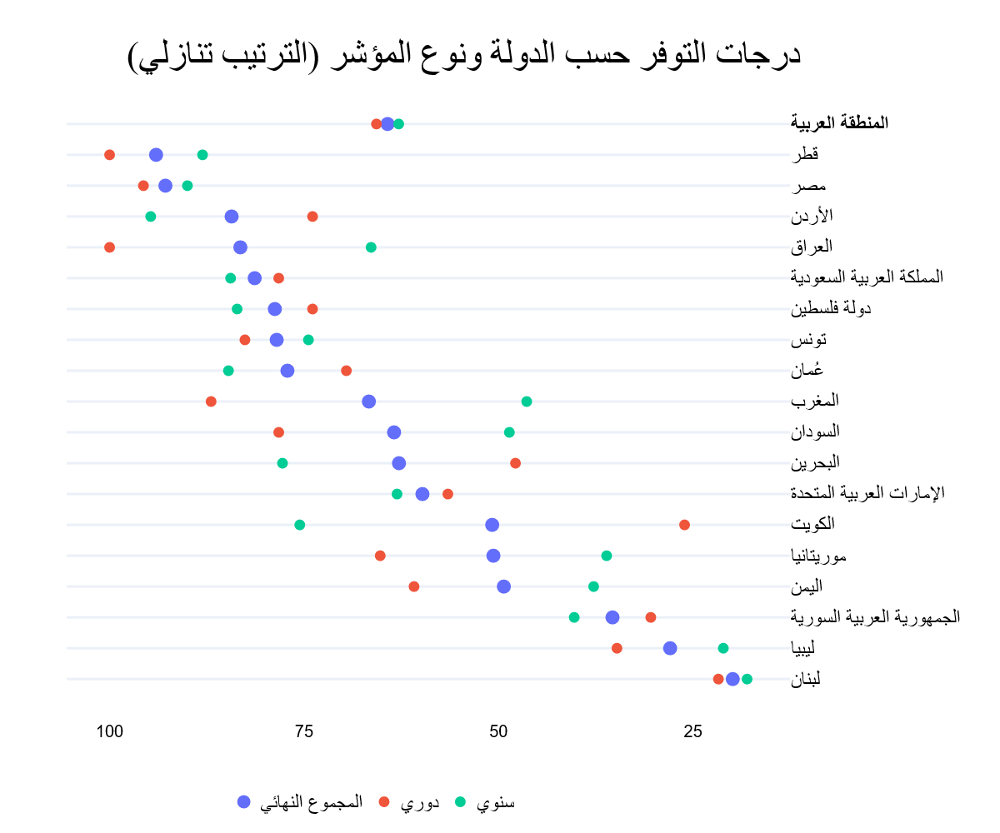 درجات التوفر حسب الدولة ونوع المؤشر (الترتيب تنازلي)
المنطقة العربية
قطر
مصر
الأردن
العراق
المملكة العربية السعودية
دولة فلسطين
تونس
عُمان
المغرب
السودان
البحرين
الإمارات العربية المتحدة
الكويت
موريتانيا
اليمن
الجمهورية العربية السورية
ليبيا
لبنان
100 75 50 25
المجموع النهائي دوري سنوي